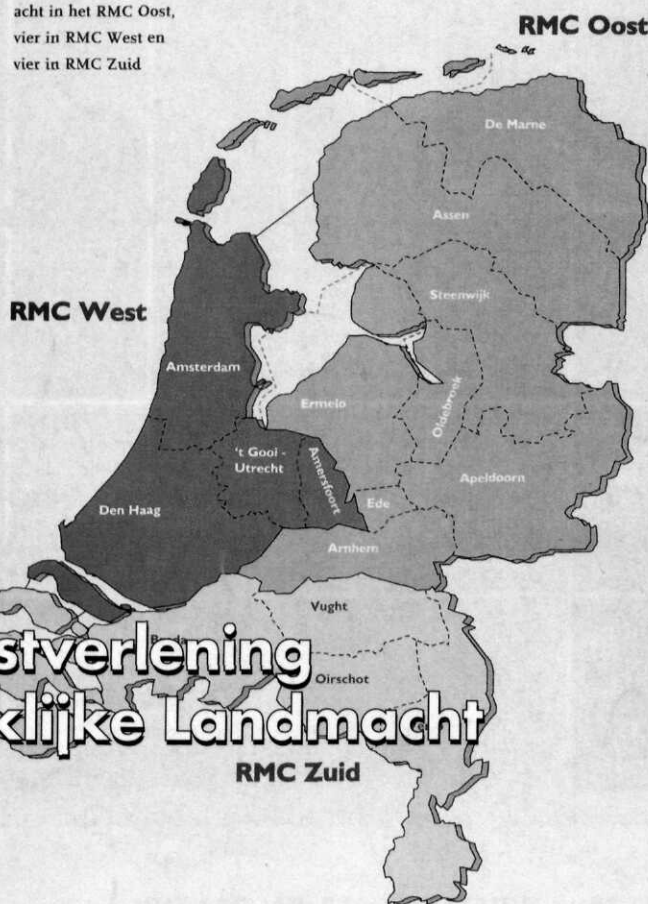 acht in het RMC Oost,
vier in RMC West en
vier in RMC Zuid
RMC Oost
De Marne
Assen
RMC West
Steenwijk
Amsterdam
Ermelo
Oldebroek
't Gooi -
Utrecht
Amersfoort
Apeldoorn
Ede
Den Haag
Arnhem
Vught
stverlening
Oirschot
klijke Landmacht
RMC Zuid